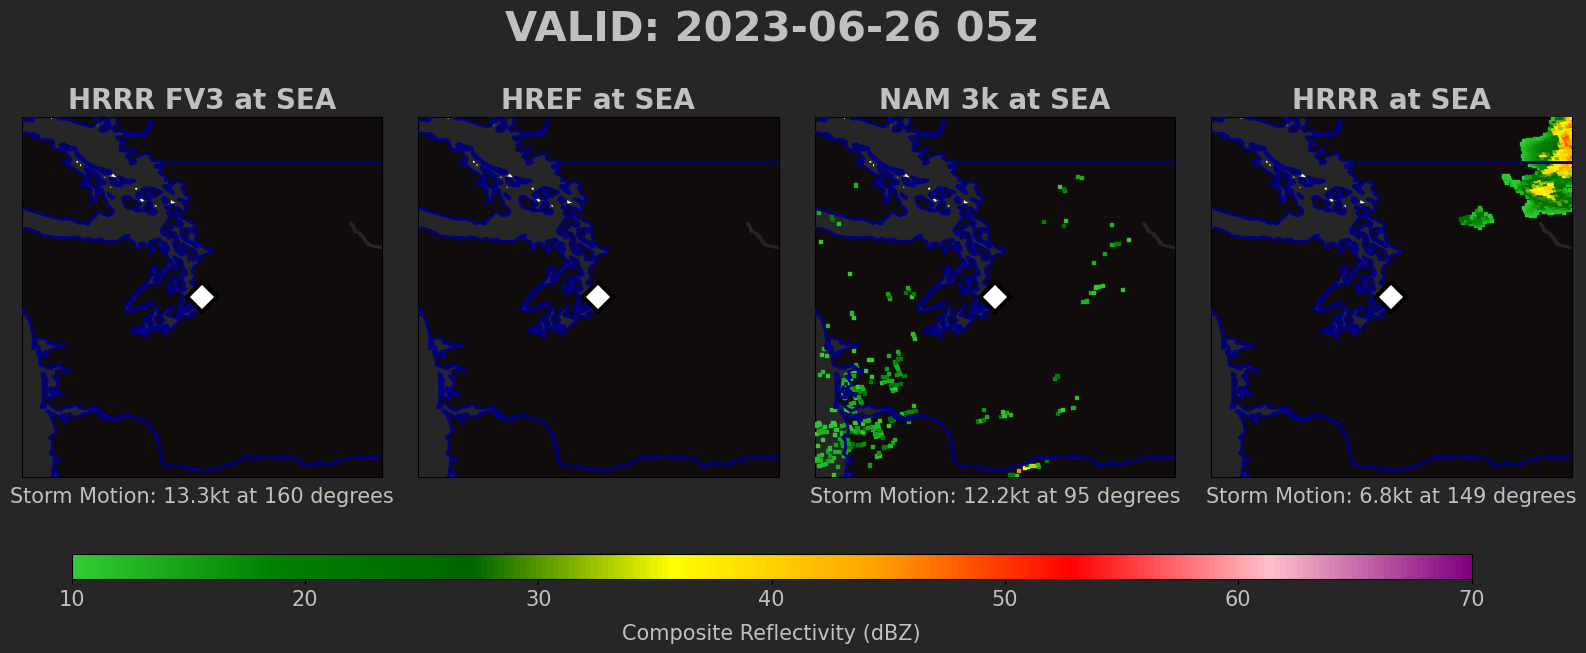 VALID: 2023-06-26 05z
HRRR FV3 at SEA
HREF at SEA
NAM 3k at SEA
HRRR at SEA
Storm Motion: 13.3kt at 160 degrees
Storm Motion: 12.2kt at 95 degrees
Storm Motion: 6.8kt at 149 degrees
10 20 30 40 50 60 70
Composite Reflectivity (dBZ)